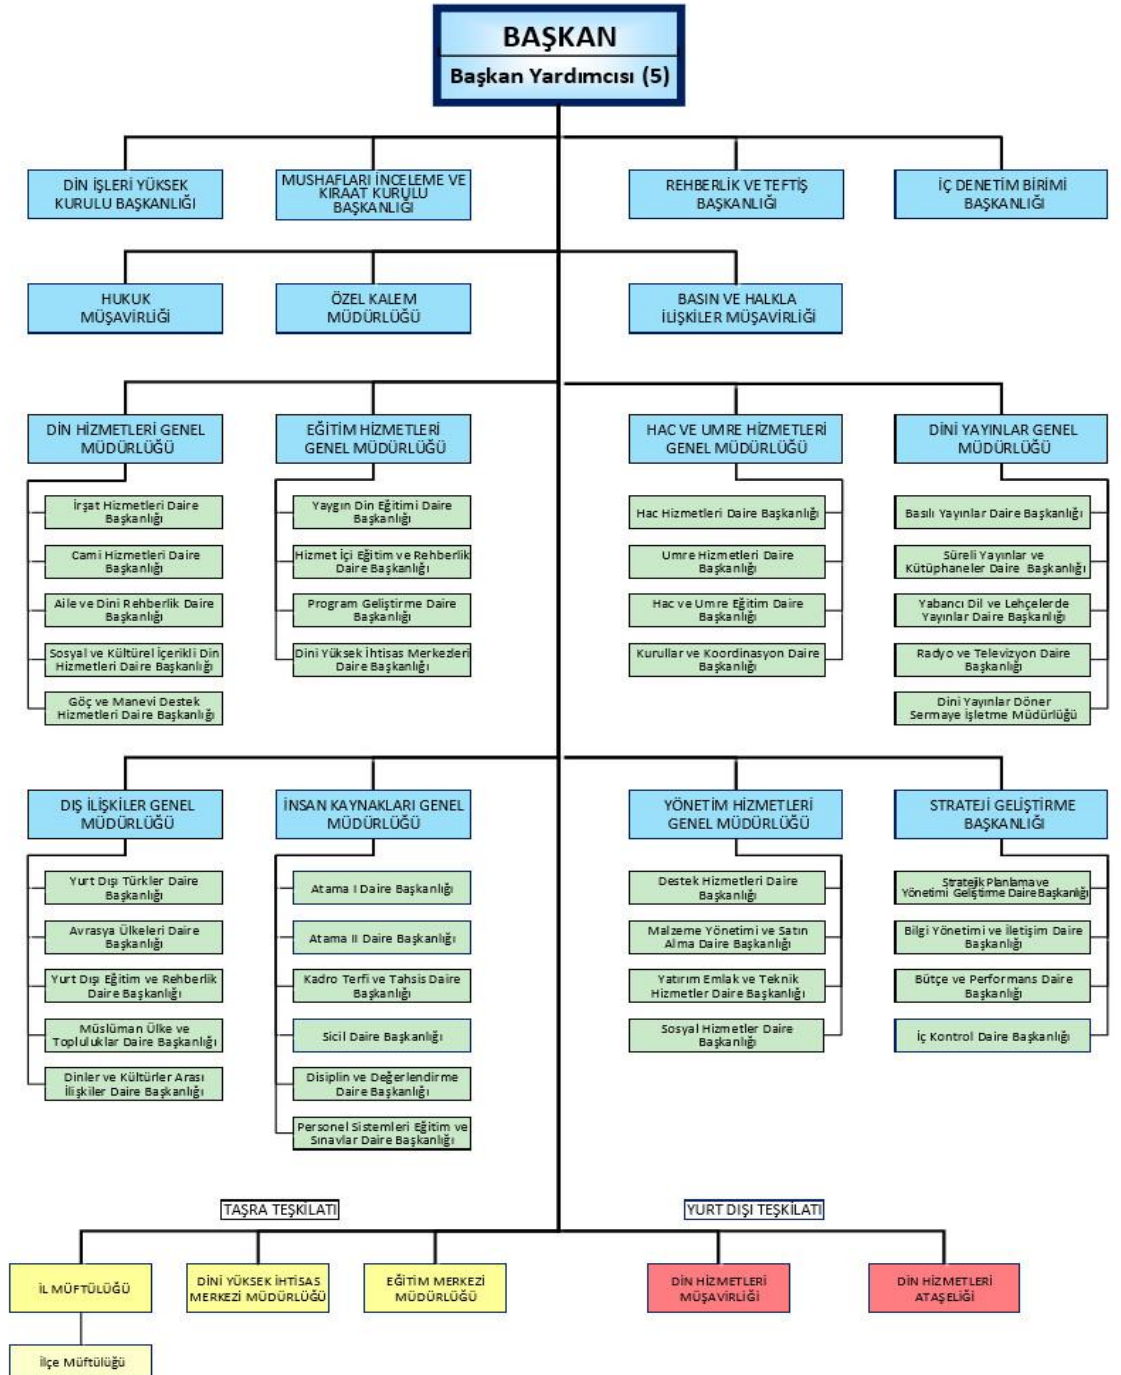 BAŞKAN
Başkan Yardımcısı (5)
DİN İŞLERİ YÜKSEK
KURULU BAŞKANLIĞI
MUSHAFLARI İNCELEME VE
KIRAAT KURULU
BAŞKANLIĞI
REHBERLİK VE TEFTİŞ
BAŞKANLIĞI
İÇ DENETİM BİRİMİ
BAŞKANLIĞI
HUKUK
MÜŞAVİRLİĞİ
ÖZEL KALEM
MÜDÜRLÜĞÜ
BASIN VE HALKLA
İLİŞKİLER MÜŞAVİRLİĞİ
DİN HİZMETLERİ GENEL
MÜDÜRLÜĞÜ
İrşat Hizmetleri Daire
Başkanlığı
Cami Hizmetleri Daire
Başkanlığı
Aile ve Dini Rehberlik Daire
Başkanlığı
Sosyal ve Kültürel İçerikli Din
Hizmetleri Daire Başkanlığı
Göç ve Manevi Destek
Hizmetleri Daire Başkanlığı
EĞİTİM HİZMETLERİ
GENEL MÜDÜRLÜĞÜ
Yaygın Din Eğitimi Daire
Başkanlığı
Hizmet İçi Eğitim ve Rehberlik
Daire Başkanlığı
Program Geliştirme Daire
Başkanlığı
Dini Yüksek İhtisas Merkezleri
Daire Başkanlığı
HAC VE UMRE HİZMETLERİ
GENEL MÜDÜRLÜĞÜ
Hac Hizmetleri Daire Başkanlığı
Umre Hizmetleri Daire
Başkanlığı
Hac ve Umre Eğitim Daire
Başkanlığı
Kurullar ve Koordinasyon Daire
Başkanlığı
DİNİ YAYINLAR GENEL
MÜDÜRLÜĞÜ
Basılı Yayınlar Daire Başkanlığı
Süreli Yayınlar ve
Kütüphaneler Daire Başkanlığı
Yabancı Dil ve Lehçelerde
Yayınlar Daire Başkanlığı
Radyo ve Televizyon Daire
Başkanlığı
Dini Yayınlar Döner
Sermaye İşletme Müdürlüğü
DIŞ İLİŞKİLER GENEL
MÜDÜRLÜĞÜ
Yurt Dışı Türkler Daire
Başkanlığı
Avrasya Ülkeleri Daire
Başkanlığı
Yurt Dışı Eğitim ve Rehberlik
Daire Başkanlığı
Müslüman Ülke ve
Topluluklar Daire Başkanlığı
Dinler ve Kültürler Arası
İlişkiler Daire Başkanlığı
İNSAN KAYNAKLARI GENEL
MÜDÜRLÜĞÜ
Atama I Daire Başkanlığı
Atama II Daire Başkanlığı
Kadro Terfi ve Tahsis Daire
Başkanlığı
Sicil Daire Başkanlığı
Disiplin ve Değerlendirme
Daire Başkanlığı
Personel Sistemleri Eğitim ve
Sınavlar Daire Başkanlığı
YÖNETİM HİZMETLERİ
GENEL MÜDÜRLÜĞÜ
Destek Hizmetleri Daire
Başkanlığı
Malzeme Yönetimi ve Satın
Alma Daire Başkanlığı
Yatırım Emlak ve Teknik
Hizmetler Daire Başkanlığı
Sosyal Hizmetler Daire
Başkanlığı
STRATEJİ GELİŞTİRME
BAŞKANLIĞI
Stratejik Planlama ve
Yönetimi Geliştirme Daire Başkanlığı
Bilgi Yönetimi ve İletişim Daire
Başkanlığı
Bütçe ve Performans Daire
Başkanlığı
İç Kontrol Daire Başkanlığı
TAŞRA TEŞKİLATI
YURT DIŞI TEŞKİLATI
İL MÜFTÜLÜĞÜ
DİNİ YÜKSEK İHTİSAS
MERKEZİ MÜDÜRLÜĞÜ
EĞİTİM MERKEZİ
MÜDÜRLÜĞÜ
DİN HİZMETLERİ
MÜŞAVİRLİĞİ
DİN HİZMETLERİ
ATAŞELİĞİ
İlçe Müftülüğü